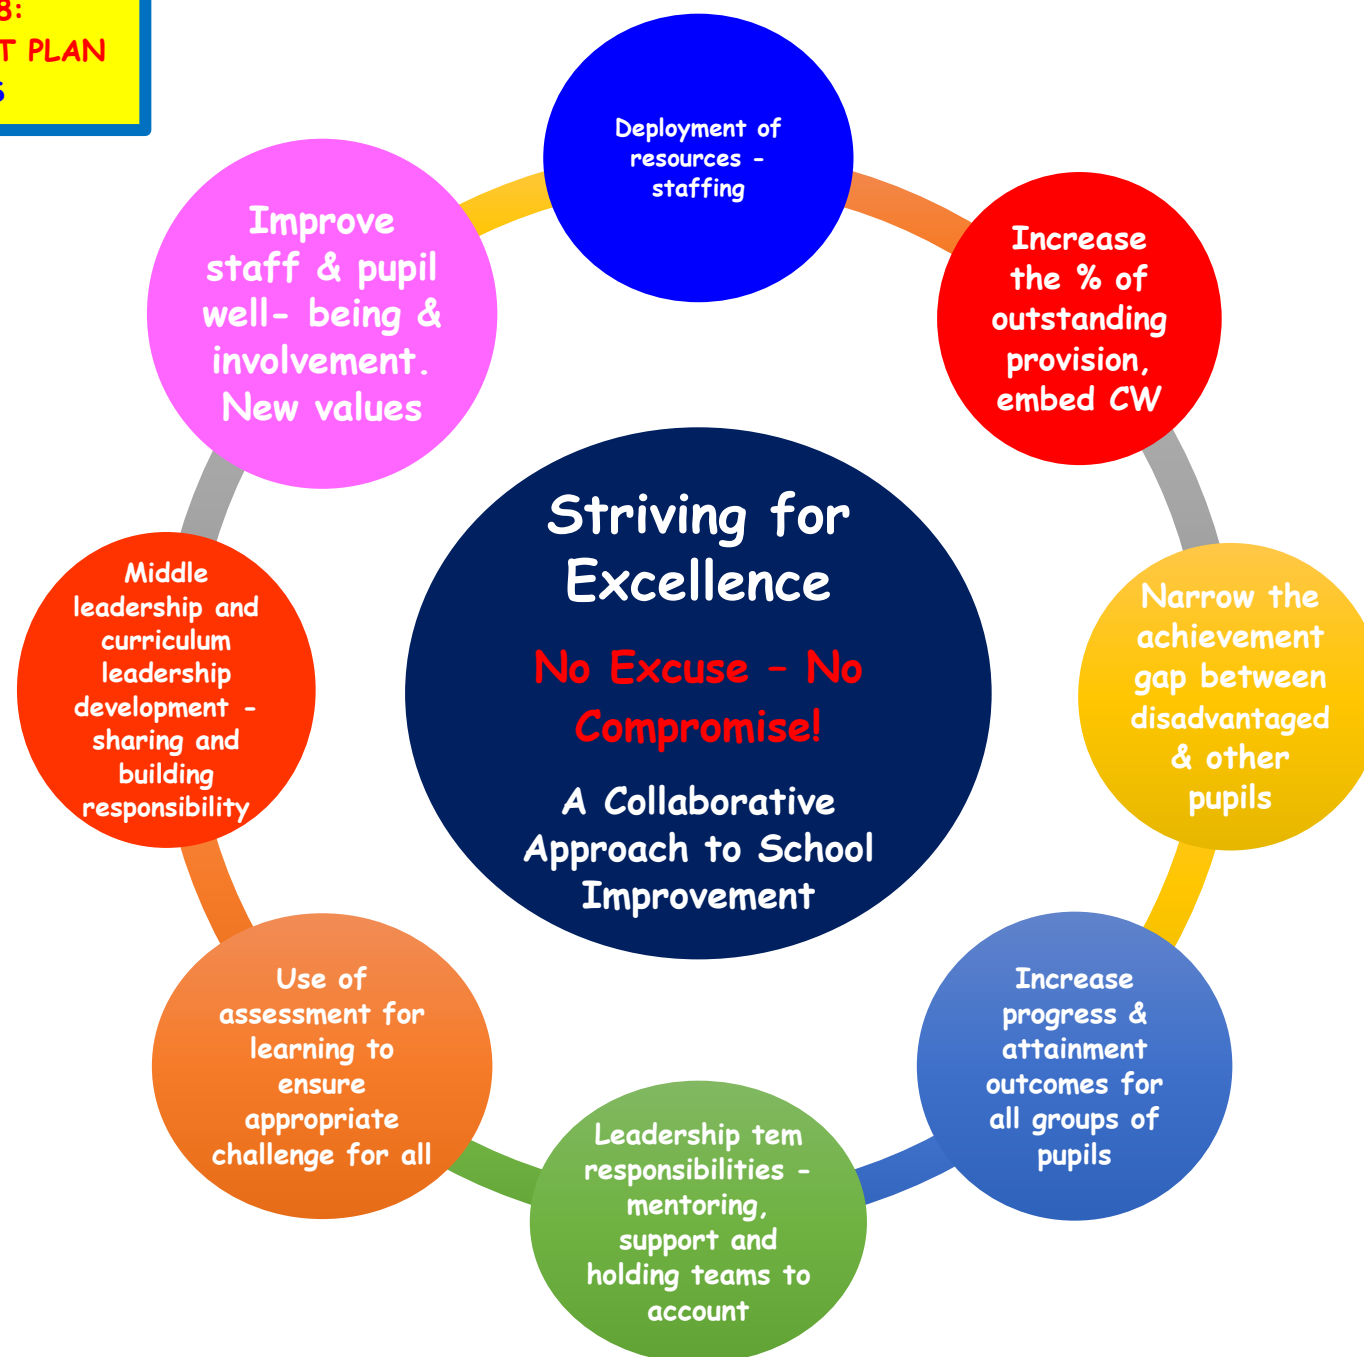 8:
T PLAN
S
Deployment of
resources -
staffing
Increase
the % of
outstanding
provision,
embed CW
Narrow the
achievement
gap between
disadvantaged
& other
pupils
Increase
progress &
attainment
outcomes for
all groups of
pupils
Leadership tem
responsibilities -
mentoring,
support and
holding teams to
account
Use of
assessment for
learning to
ensure
appropriate
challenge for all
Middle
leadership and
curriculum
leadership
development -
sharing and
building
responsibility
Improve
staff & pupil
well- being &
involvement.
New values
Striving for
Excellence
No Excuse – No
Compromise!
A Collaborative
Approach to School
Improvement